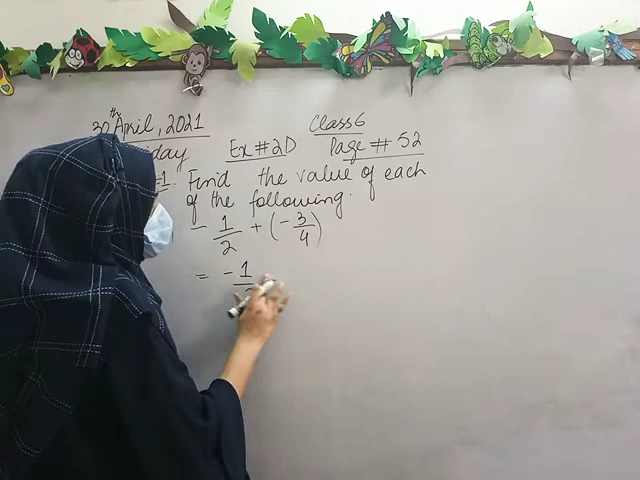 30th April, 2021 Class 6
Ex # 2D Page # 52
Find the value of each
of the following.
- 1/2 + (-3/4)
= -1/